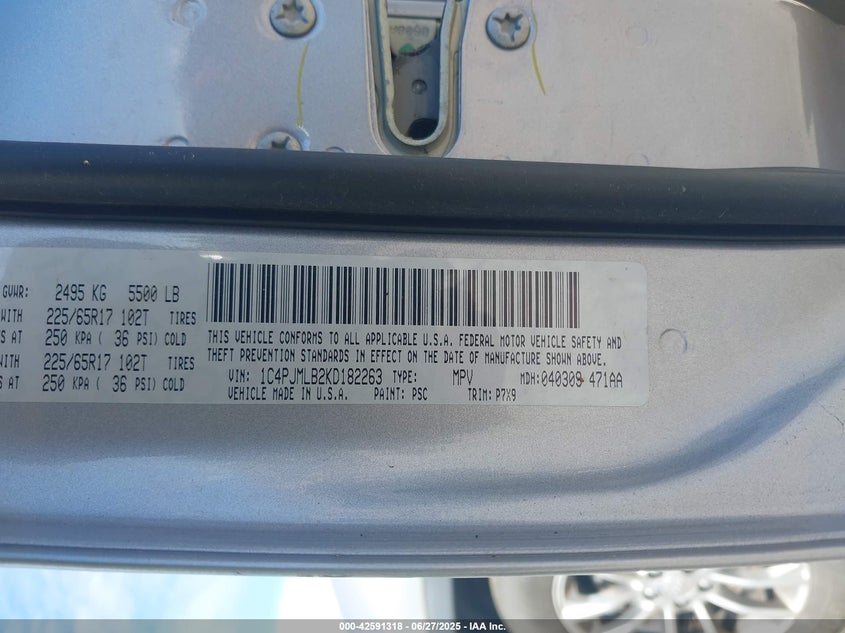 GVWR: 2495 KG 5500 LB
WITH 225/65R17 102T TIRES
S AT 250 KPA ( 36 PSI) COLD
WITH 225/65R17 102T TIRES
S AT 250 KPA ( 36 PSI) COLD
THIS VEHICLE CONFORMS TO ALL APPLICABLE U.S.A. FEDERAL MOTOR VEHICLE SAFETY AND
THEFT PREVENTION STANDARDS IN EFFECT ON THE DATE OF MANUFACTURE SHOWN ABOVE.
VIN: 1C4PJMLB2KD182263 TYPE: MPV MDH: 040309 471AA
VEHICLE MADE IN U.S.A. PAINT: PSC TRIM: P7X9
000-42591318 - 06/27/2025 - IAA Inc.